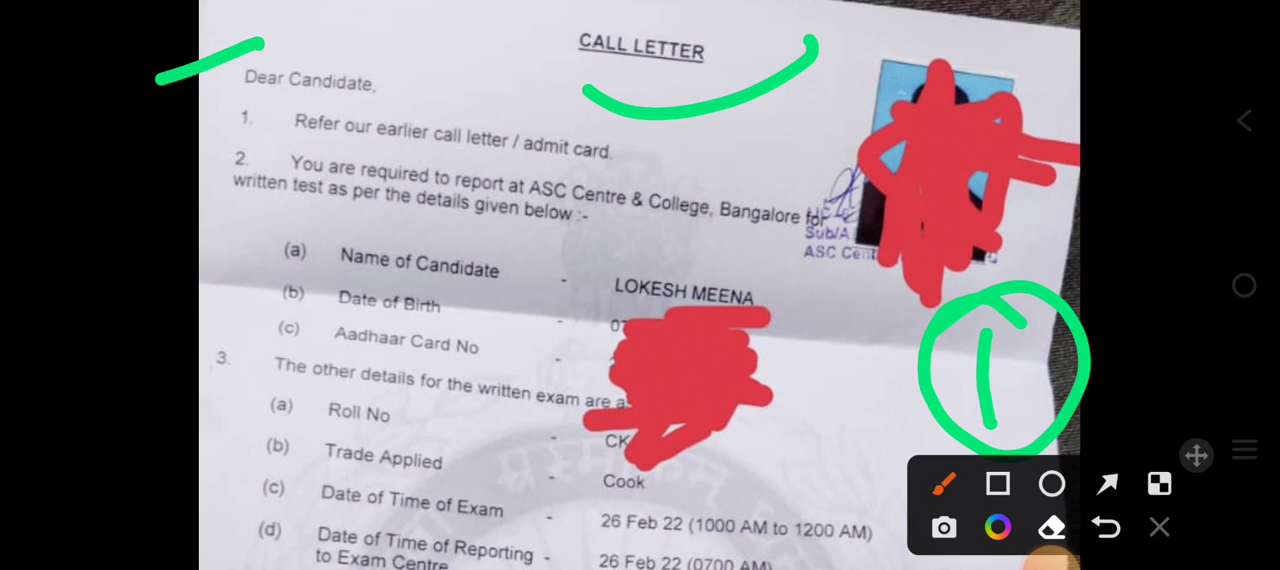 CALL LETTER
Dear Candidate,
1. Refer our earlier call letter / admit card.
2. You are required to report at ASC Centre & College, Bangalore for
written test as per the details given below :-
Sub/A
ASC Cent
(a) Name of Candidate - LOKESH MEENA
(b) Date of Birth - 07
(c) Aadhaar Card No -
3. The other details for the written exam are a
(a) Roll No - CK
(b) Trade Applied - Cook
(c) Date of Time of Exam - 26 Feb 22 (1000 AM to 1200 AM)
(d) Date of Time of Reporting - 26 Feb 22 (0700 AM)
to Exam Centre
1